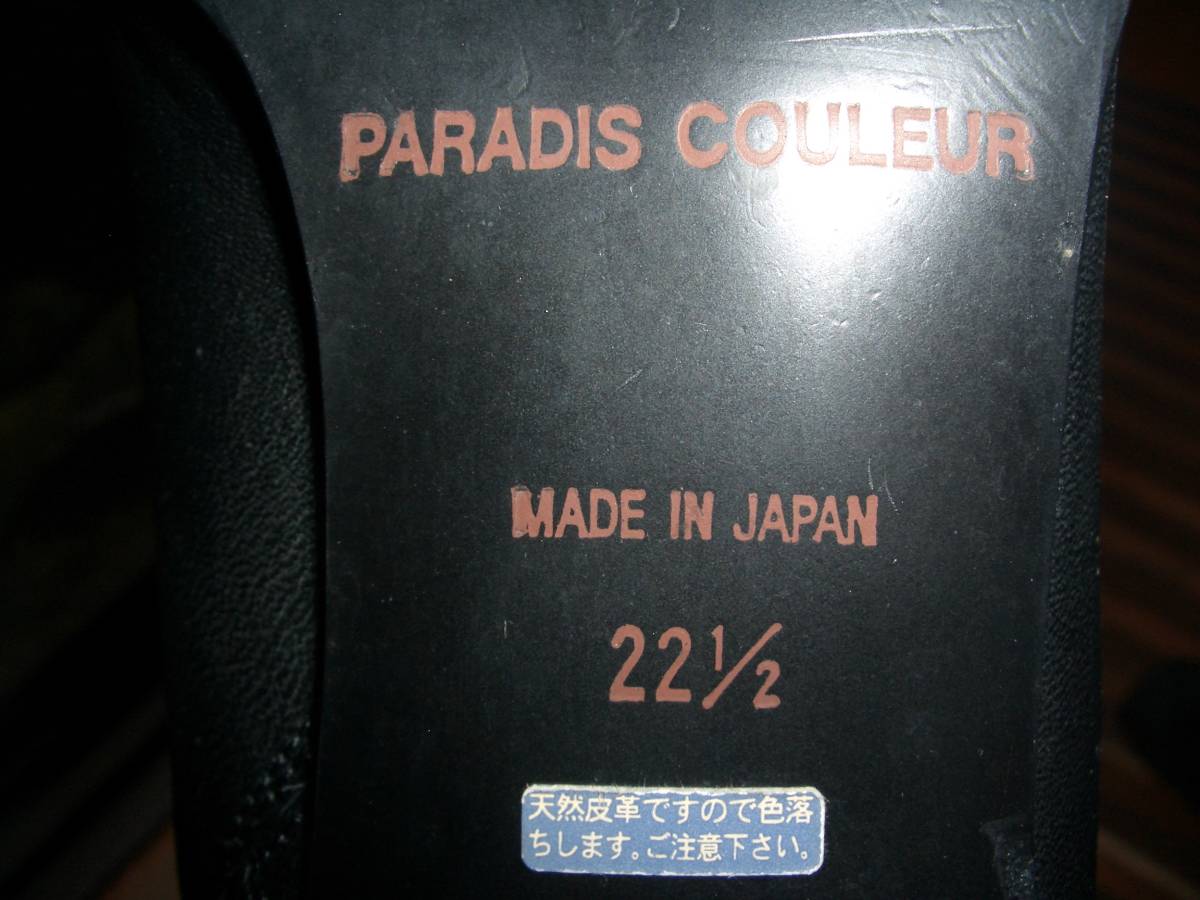 PARADIS COULEUR
MADE IN JAPAN
22½
天然皮革ですので色落
ちします。ご注意下さい。